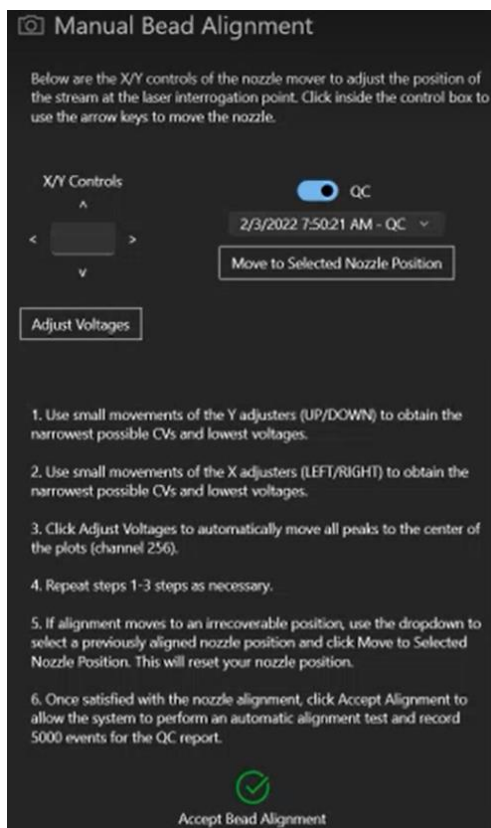 Manual Bead Alignment
Below are the X/Y controls of the nozzle mover to adjust the position of
the stream at the laser interrogation point. Click inside the control box to
use the arrow keys to move the nozzle.
X/Y Controls
QC
2/3/2022 7:50:21 AM - QC
Move to Selected Nozzle Position
Adjust Voltages
1. Use small movements of the Y adjusters (UP/DOWN) to obtain the
narrowest possible CVs and lowest voltages.
2. Use small movements of the X adjusters (LEFT/RIGHT) to obtain the
narrowest possible CVs and lowest voltages.
3. Click Adjust Voltages to automatically move all peaks to the center of
the plots (channel 256).
4. Repeat steps 1-3 steps as necessary.
5. If alignment moves to an irrecoverable position, use the dropdown to
select a previously aligned nozzle position and click Move to Selected
Nozzle Position. This will reset your nozzle position.
6. Once satisfied with the nozzle alignment, click Accept Alignment to
allow the system to perform an automatic alignment test and record
5000 events for the QC report.
Accept Bead Alignment